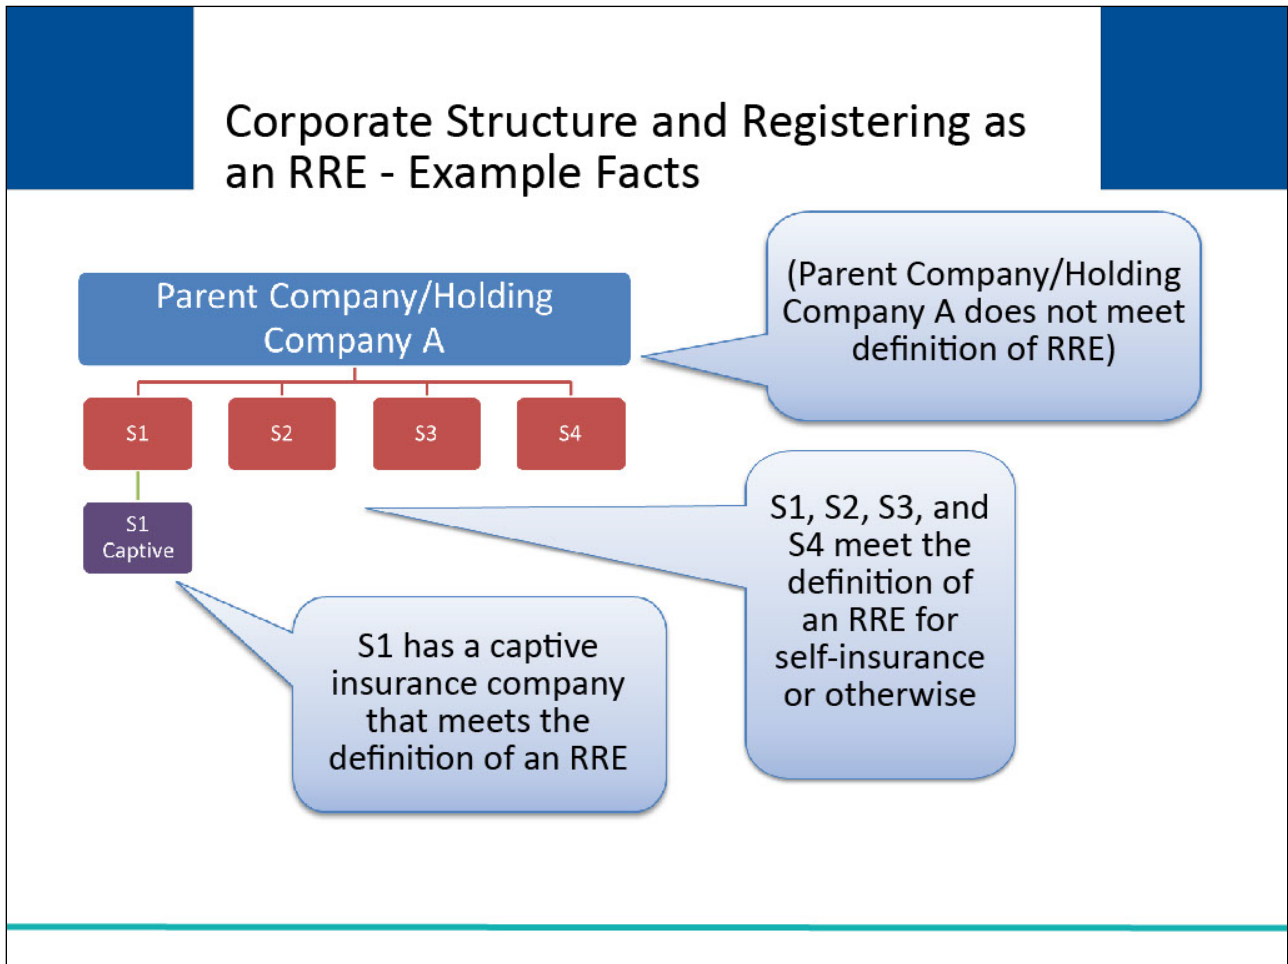 Corporate Structure and Registering as
an RRE - Example Facts
Parent Company/Holding
Company A
(Parent Company/Holding
Company A does not meet
definition of RRE)
S1
S2
S3
S4
S1
Captive
S1, S2, S3, and
S4 meet the
definition of
an RRE for
self-insurance
or otherwise
S1 has a captive
insurance company
that meets the
definition of an RRE